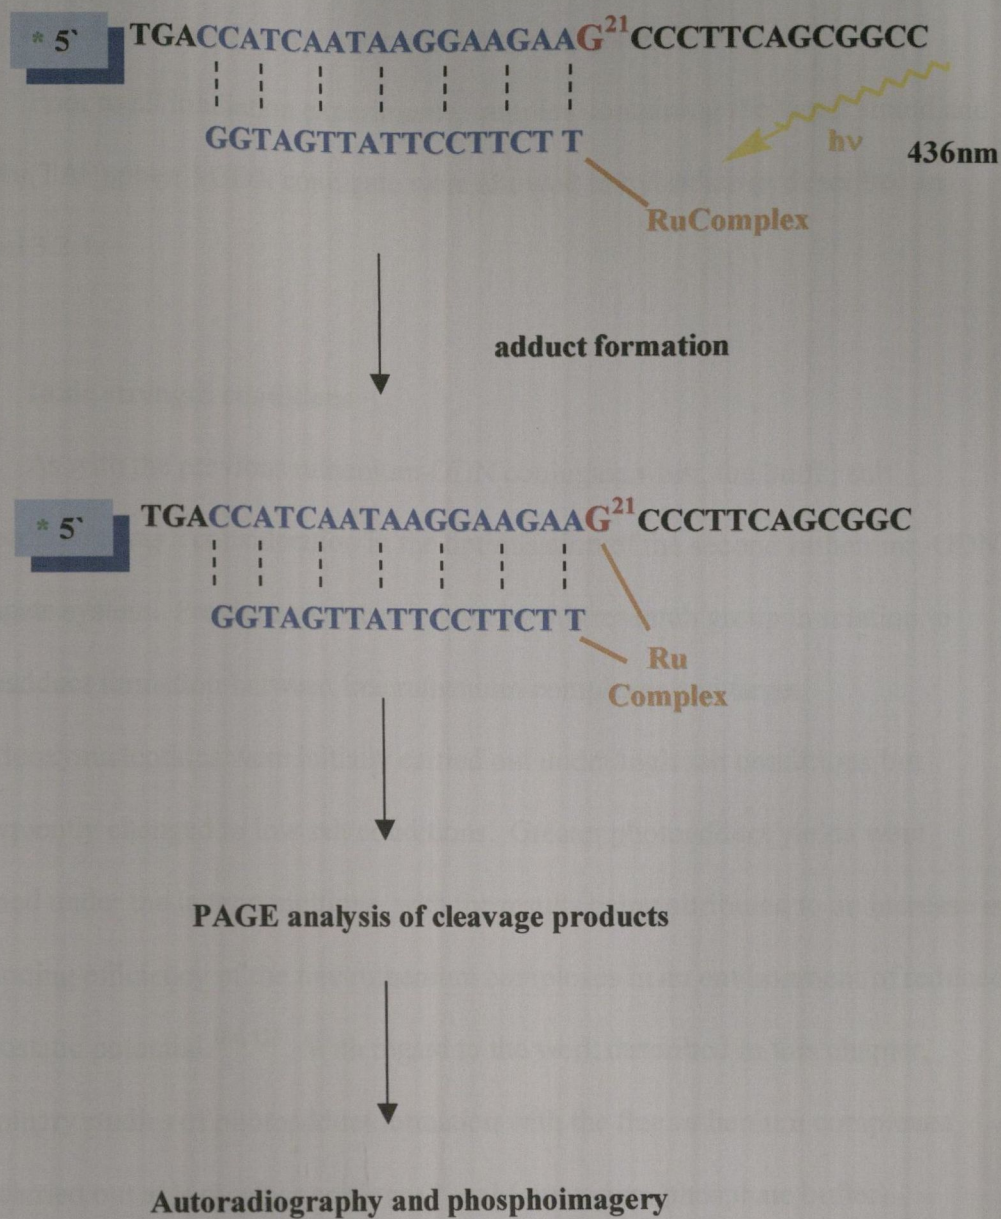 * 5` TGACCATCAATAAGGAAGAAG²¹CCCTTCAGCGGCC
GGTAGTTATTCCTTCT T
hν 436nm
RuComplex
adduct formation
* 5` TGACCATCAATAAGGAAGAAG²¹CCCTTCAGCGGC
GGTAGTTATTCCTTCT T
Ru
Complex
PAGE analysis of cleavage products
Autoradiography and phosphoimagery